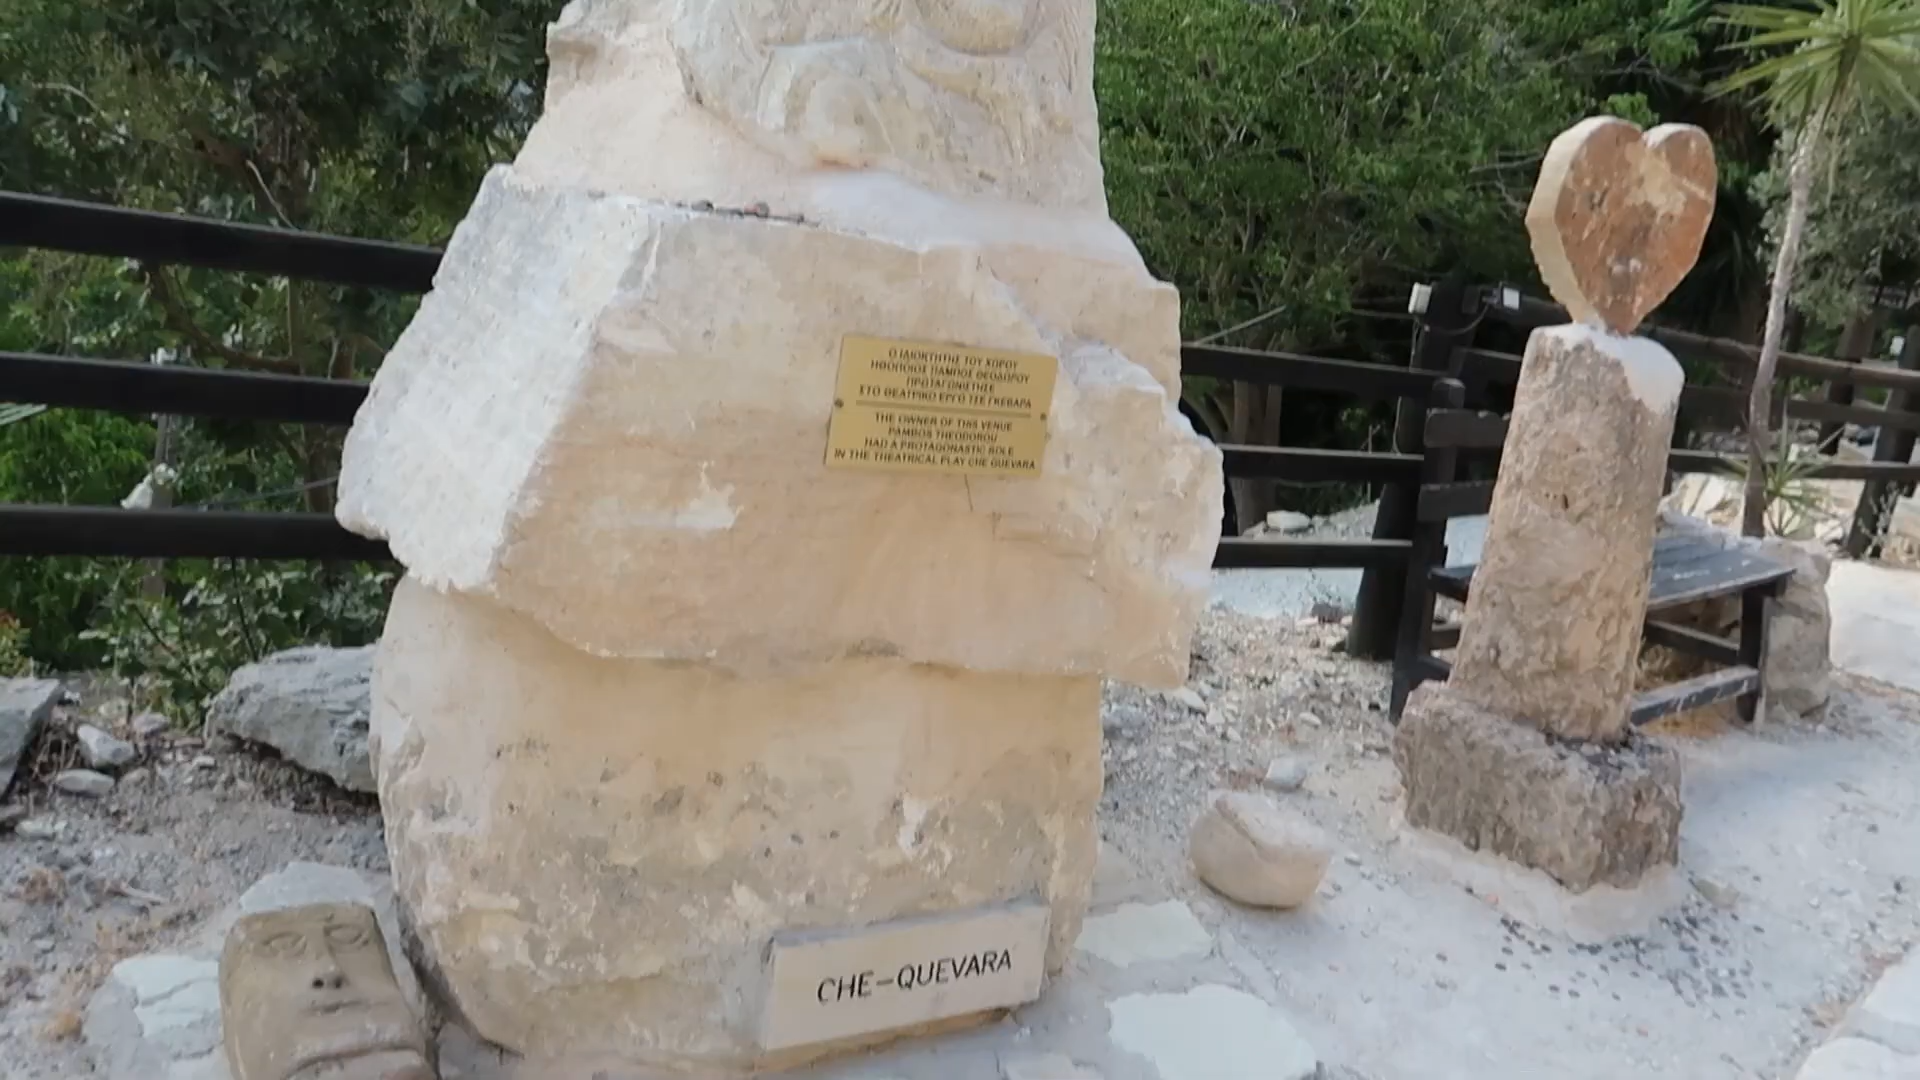 Ο ΙΔΙΟΚΤΗΤΗΣ ΤΟΥ ΧΩΡΟΥ
ΗΘΟΠΟΙΟΣ ΠΑΜΠΟΣ ΘΕΟΔΩΡΟΥ
ΠΡΩΤΑΓΩΝΙΣΤΗΣΕ
ΣΤΟ ΘΕΑΤΡΙΚΟ ΕΡΓΟ ΤΣΕ ΓΚΕΒΑΡΑ
THE OWNER OF THIS VENUE
PAMBOS THEODOROU
HAD A PROTAGONASTIC ROLE
IN THE THEATRICAL PLAY CHE GUEVARA
CHE-QUEVARA